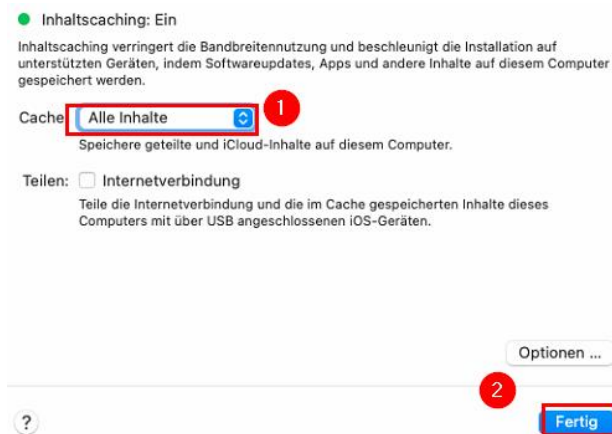 Inhaltscaching: Ein
Inhaltscaching verringert die Bandbreitennutzung und beschleunigt die Installation auf
unterstützten Geräten, indem Softwareupdates, Apps und andere Inhalte auf diesem Computer
gespeichert werden.
Cache Alle Inhalte 1
Speichere geteilte und iCloud-Inhalte auf diesem Computer.
Teilen: Internetverbindung
Teile die Internetverbindung und die im Cache gespeicherten Inhalte dieses
Computers mit über USB angeschlossenen iOS-Geräten.
Optionen ...
2
? Fertig